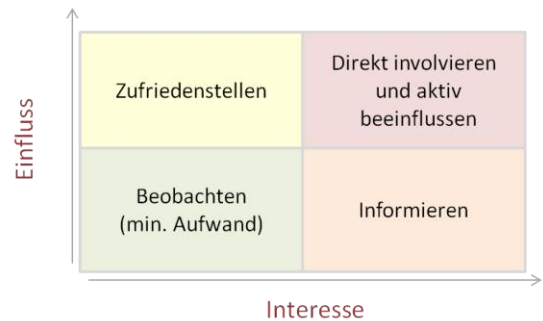 Einfluss
Zufriedenstellen
Direkt involvieren
und aktiv
beeinflussen
Beobachten
(min. Aufwand)
Informieren
Interesse